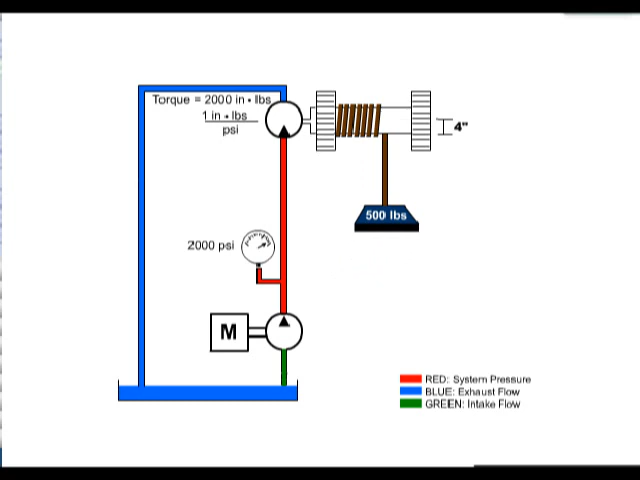 Torque = 2000 in • lbs
1 in • lbs
psi
4"
500 lbs
2000 psi
M
RED: System Pressure
BLUE: Exhaust Flow
GREEN: Intake Flow